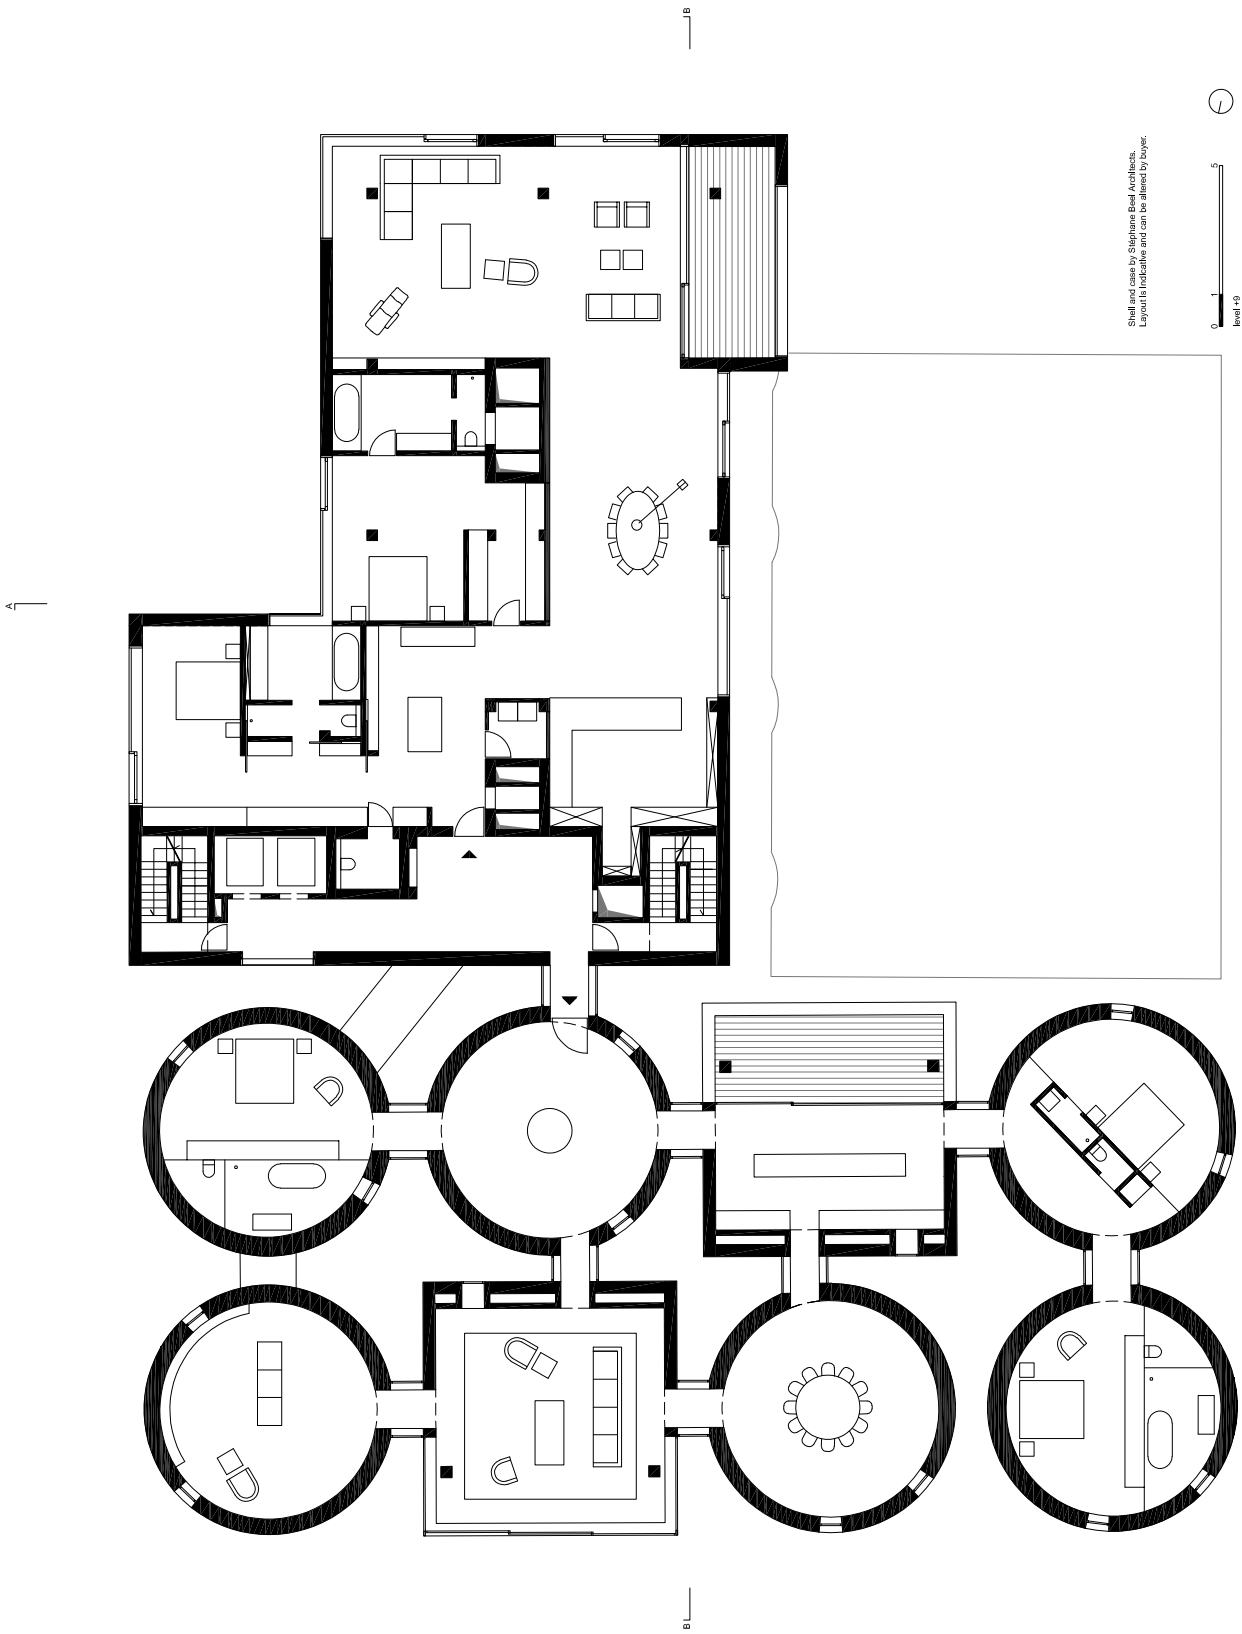 B
A
Shell and case by Stéphane Beel Architects.
Layout is indicative and can be altered by buyer.
0 1 5
level +9
B